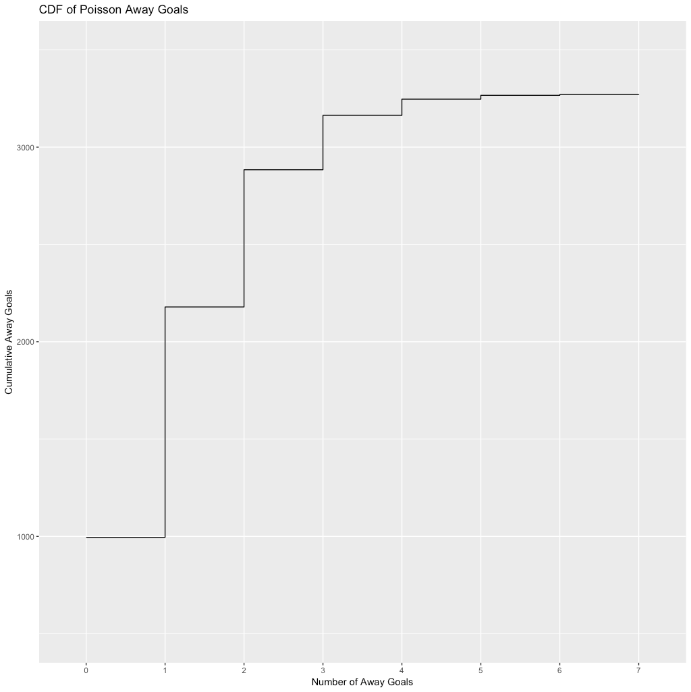 CDF of Poisson Away Goals
3000
2000
1000
Cumulative Away Goals
0 1 2 3 4 5 6 7
Number of Away Goals